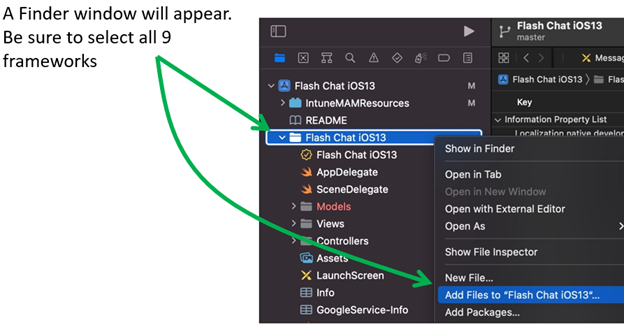 A Finder window will appear.
Be sure to select all 9
frameworks
Flash Chat iOS13
master
Messag
Flash Chat iOS13 M
IntuneMAMResources M
README
Flash Chat iOS13
Flash Chat iOS13
AppDelegate
SceneDelegate
Models
Views
Controllers
Assets
LaunchScreen
Info
GoogleService-Info
Flash Chat iOS13 Flas
Key
Information Property List
Localization native develop
Show in Finder
Open in Tab
Open in New Window
Open with External Editor
Open As
Show File Inspector
New File...
Add Files to “Flash Chat iOS13”...
Add Packages...